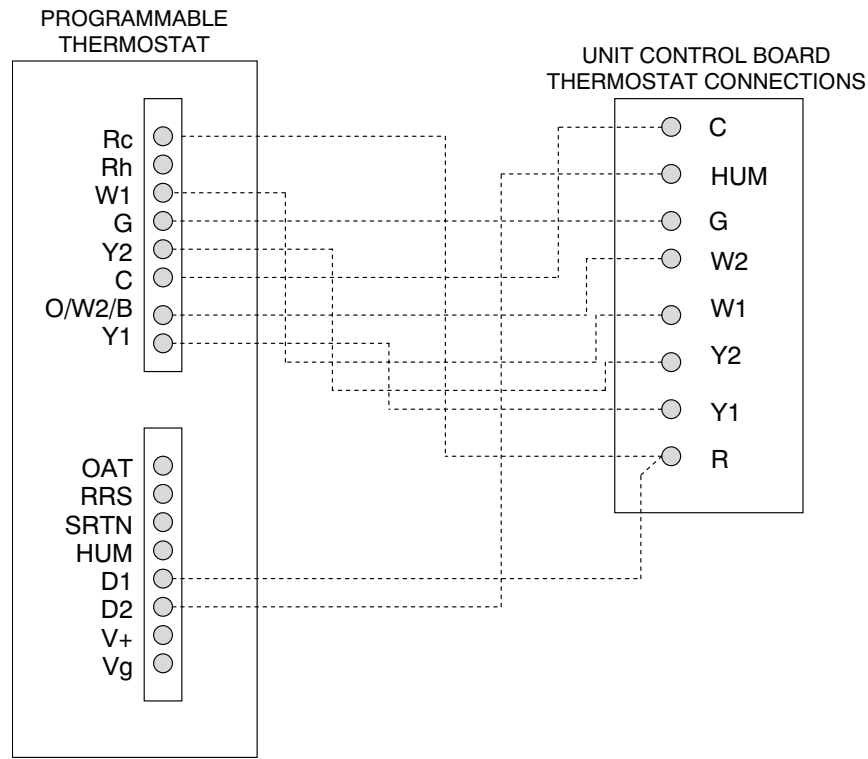 PROGRAMMABLE
THERMOSTAT
Rc
Rh
W1
G
Y2
C
O/W2/B
Y1
OAT
RRS
SRTN
HUM
D1
D2
V+
Vg
UNIT CONTROL BOARD
THERMOSTAT CONNECTIONS
C
HUM
G
W2
W1
Y2
Y1
R